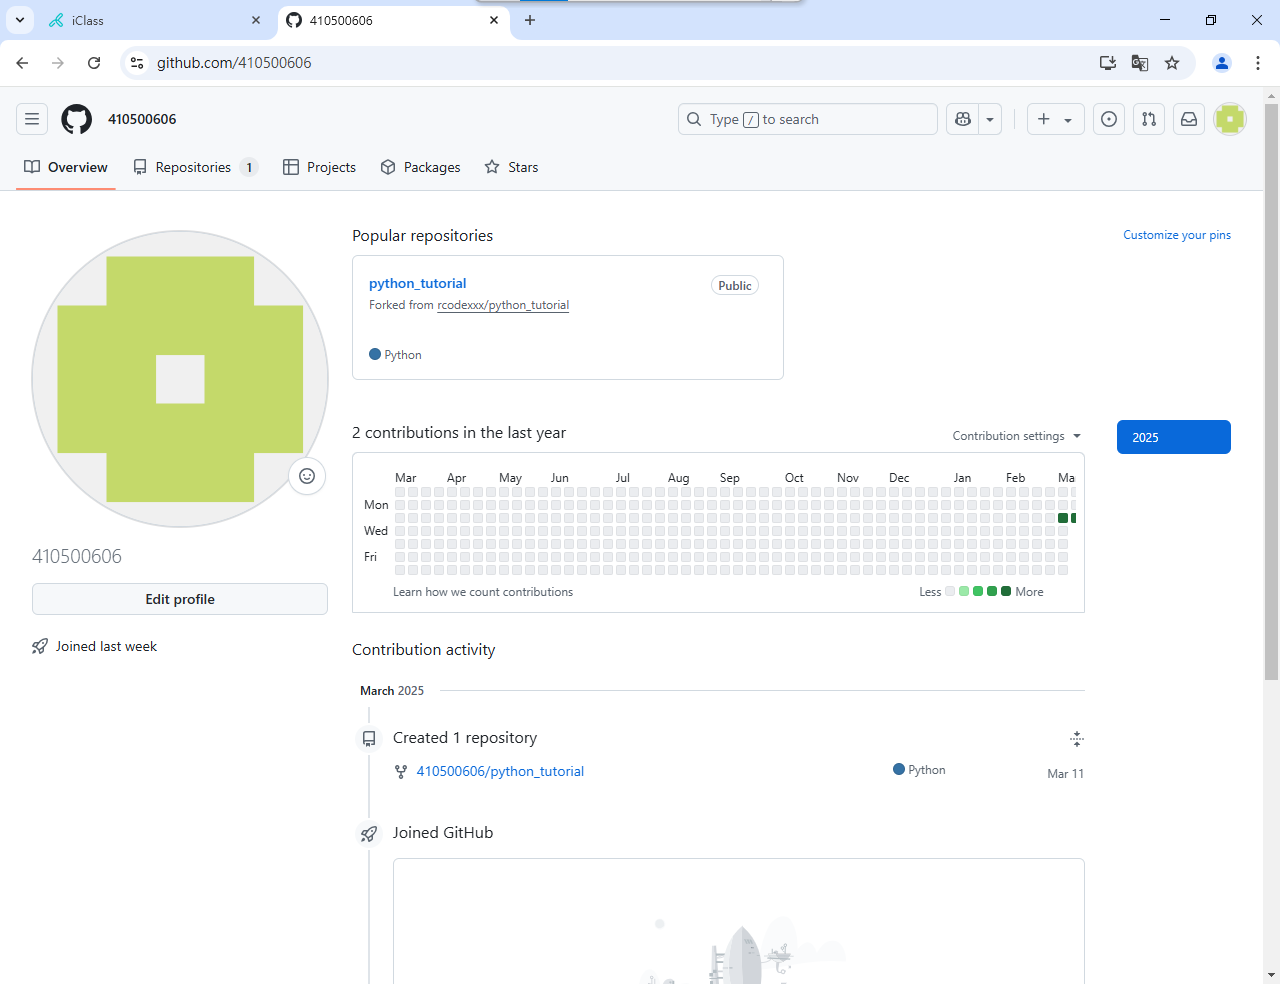 iClass
410500606
github.com/410500606
410500606
Type / to search
Overview
Repositories 1
Projects
Packages
Stars
Popular repositories
Customize your pins
python_tutorial
Public
Forked from rcodexxx/python_tutorial
Python
2 contributions in the last year
Contribution settings
2025
Mar Apr May Jun Jul Aug Sep Oct Nov Dec Jan Feb Ma
Mon
Wed
Fri
Learn how we count contributions
Less
More
410500606
Edit profile
Joined last week
Contribution activity
March 2025
Created 1 repository
410500606/python_tutorial
Python
Mar 11
Joined GitHub